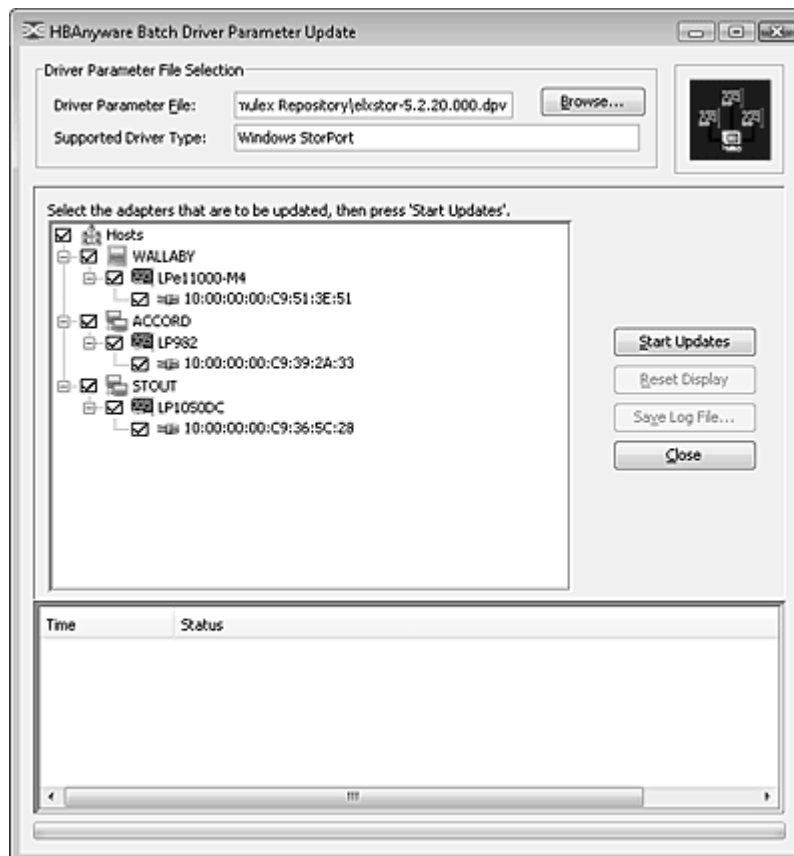 HBAnyware Batch Driver Parameter Update
Driver Parameter File Selection
Driver Parameter File: nulex Repository\elxstor-5.2.20.000.dpv Browse...
Supported Driver Type: Windows StorPort
Select the adapters that are to be updated, then press 'Start Updates'.
Hosts
WALLABY
LPe11000-M4
10:00:00:00:C9:51:3E:51
ACCORD
LP982
10:00:00:00:C9:39:2A:33
STOUT
LP1050DC
10:00:00:00:C9:36:5C:28
Start Updates
Reset Display
Save Log File...
Close
Time Status